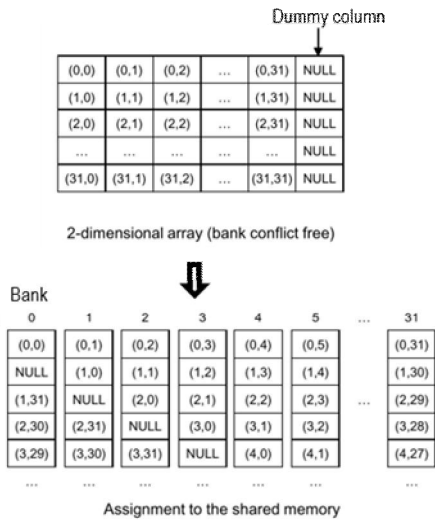 Dummy column
(0,0) (0,1) (0,2) ... (0,31) NULL
(1,0) (1,1) (1,2) ... (1,31) NULL
(2,0) (2,1) (2,2) ... (2,31) NULL
... ... ... ... NULL
(31,0) (31,1) (31,2) ... (31,31) NULL
2-dimensional array (bank conflict free)
Bank
0 1 2 3 4 5 ... 31
(0,0) (0,1) (0,2) (0,3) (0,4) (0,5) (0,31)
NULL (1,0) (1,1) (1,2) (1,3) (1,4) (1,30)
(1,31) NULL (2,0) (2,1) (2,2) (2,3) ... (2,29)
(2,30) (2,31) NULL (3,0) (3,1) (3,2) (3,28)
(3,29) (3,30) (3,31) NULL (4,0) (4,1) (4,27)
... ... ... ... ... ... ...
Assignment to the shared memory